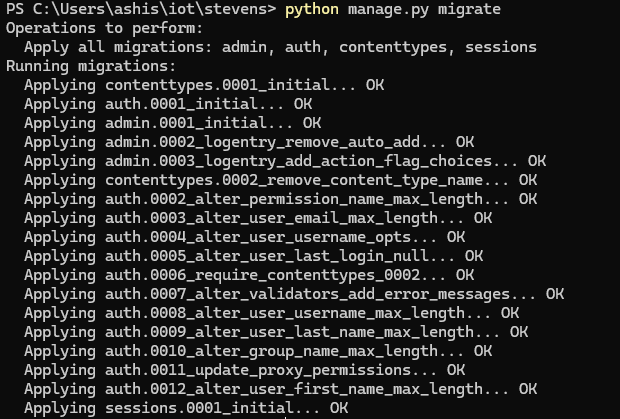 PS C:\Users\ashis\iot\stevens> python manage.py migrate
Operations to perform:
  Apply all migrations: admin, auth, contenttypes, sessions
Running migrations:
  Applying contenttypes.0001_initial... OK
  Applying auth.0001_initial... OK
  Applying admin.0001_initial... OK
  Applying admin.0002_logentry_remove_auto_add... OK
  Applying admin.0003_logentry_add_action_flag_choices... OK
  Applying contenttypes.0002_remove_content_type_name... OK
  Applying auth.0002_alter_permission_name_max_length... OK
  Applying auth.0003_alter_user_email_max_length... OK
  Applying auth.0004_alter_user_username_opts... OK
  Applying auth.0005_alter_user_last_login_null... OK
  Applying auth.0006_require_contenttypes_0002... OK
  Applying auth.0007_alter_validators_add_error_messages... OK
  Applying auth.0008_alter_user_username_max_length... OK
  Applying auth.0009_alter_user_last_name_max_length... OK
  Applying auth.0010_alter_group_name_max_length... OK
  Applying auth.0011_update_proxy_permissions... OK
  Applying auth.0012_alter_user_first_name_max_length... OK
  Applying sessions.0001_initial... OK